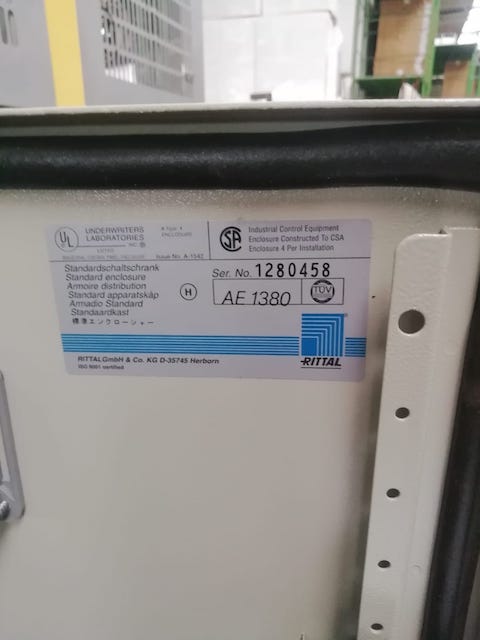 UL
UNDERWRITERS
LABORATORIES
INC.®
LISTED
# Type 4
ENCLOSURE
Issue No. A-1542
SA
Industrial Control Equipment
Enclosure Constructed To CSA
Enclosure 4 Per Installation
Standardschaltschrank
Standard enclosure
Armoire distribution
Standard apparatskåp
Armadio Standard
Standaardkast
標準エンクロージャー
H
Ser. No. 1280458
AE 1380
TÜV
RITTAL
RITTAL GmbH & Co. KG D-35745 Herborn
ISO 9001 certified